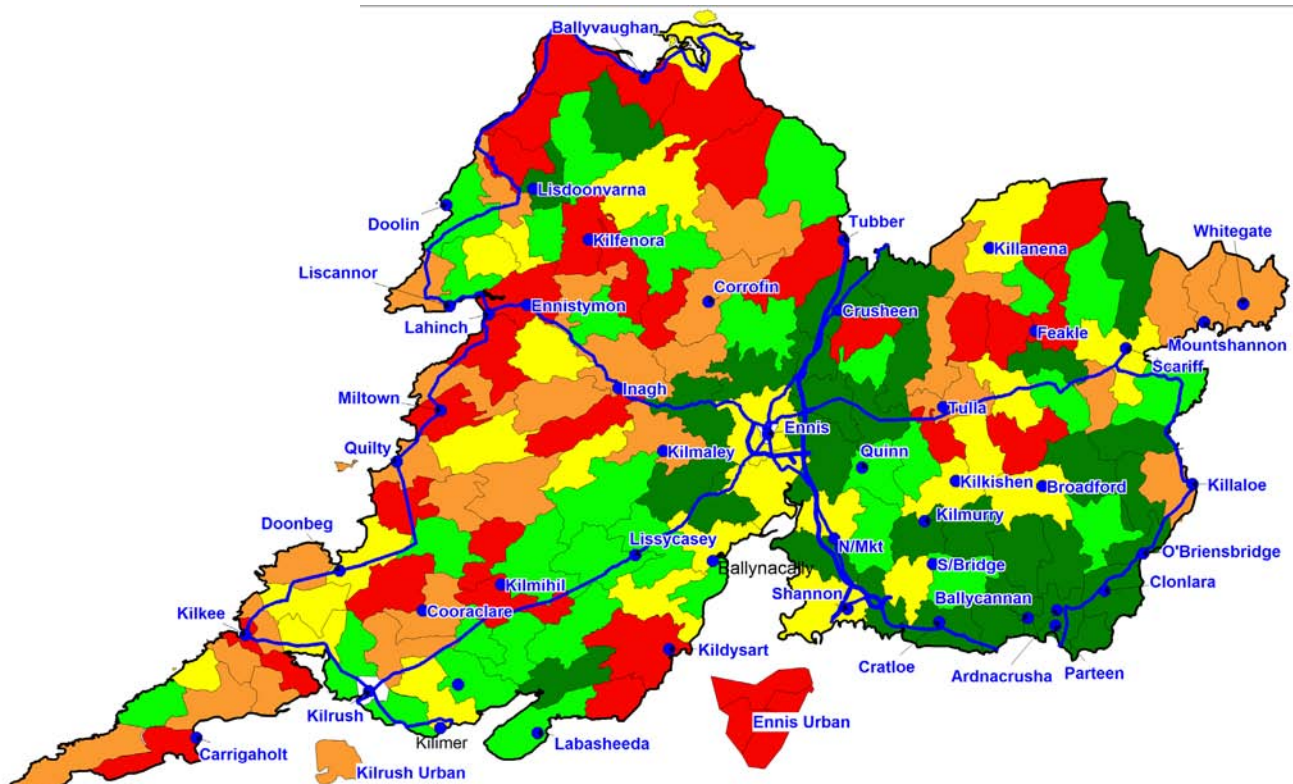 Ballyvaughan
Lisdoonvarna
Doolin
Tubber
Whitegate
Kilfenora
Killanena
Liscannor
Corrofin
Ennistymon
Lahinch
Crusheen
Feakle
Mountshannon
Scariff
Inagh
Miltown
Tulla
Ennis
Quilty
Kilmaley
Quinn
Kilkishen
Broadford
Killaloe
Kilmurry
Doonbeg
Lissycasey
N/Mkt
O'Briensbridge
Ballynacally
S/Bridge
Clonlara
Kilmihil
Shannon
Ballycannan
Cooraclare
Kilkee
Kildysart
Cratloe
Ardnacrusha
Parteen
Kilrush
Ennis Urban
Kilimer
Labasheeda
Carrigaholt
Kilrush Urban